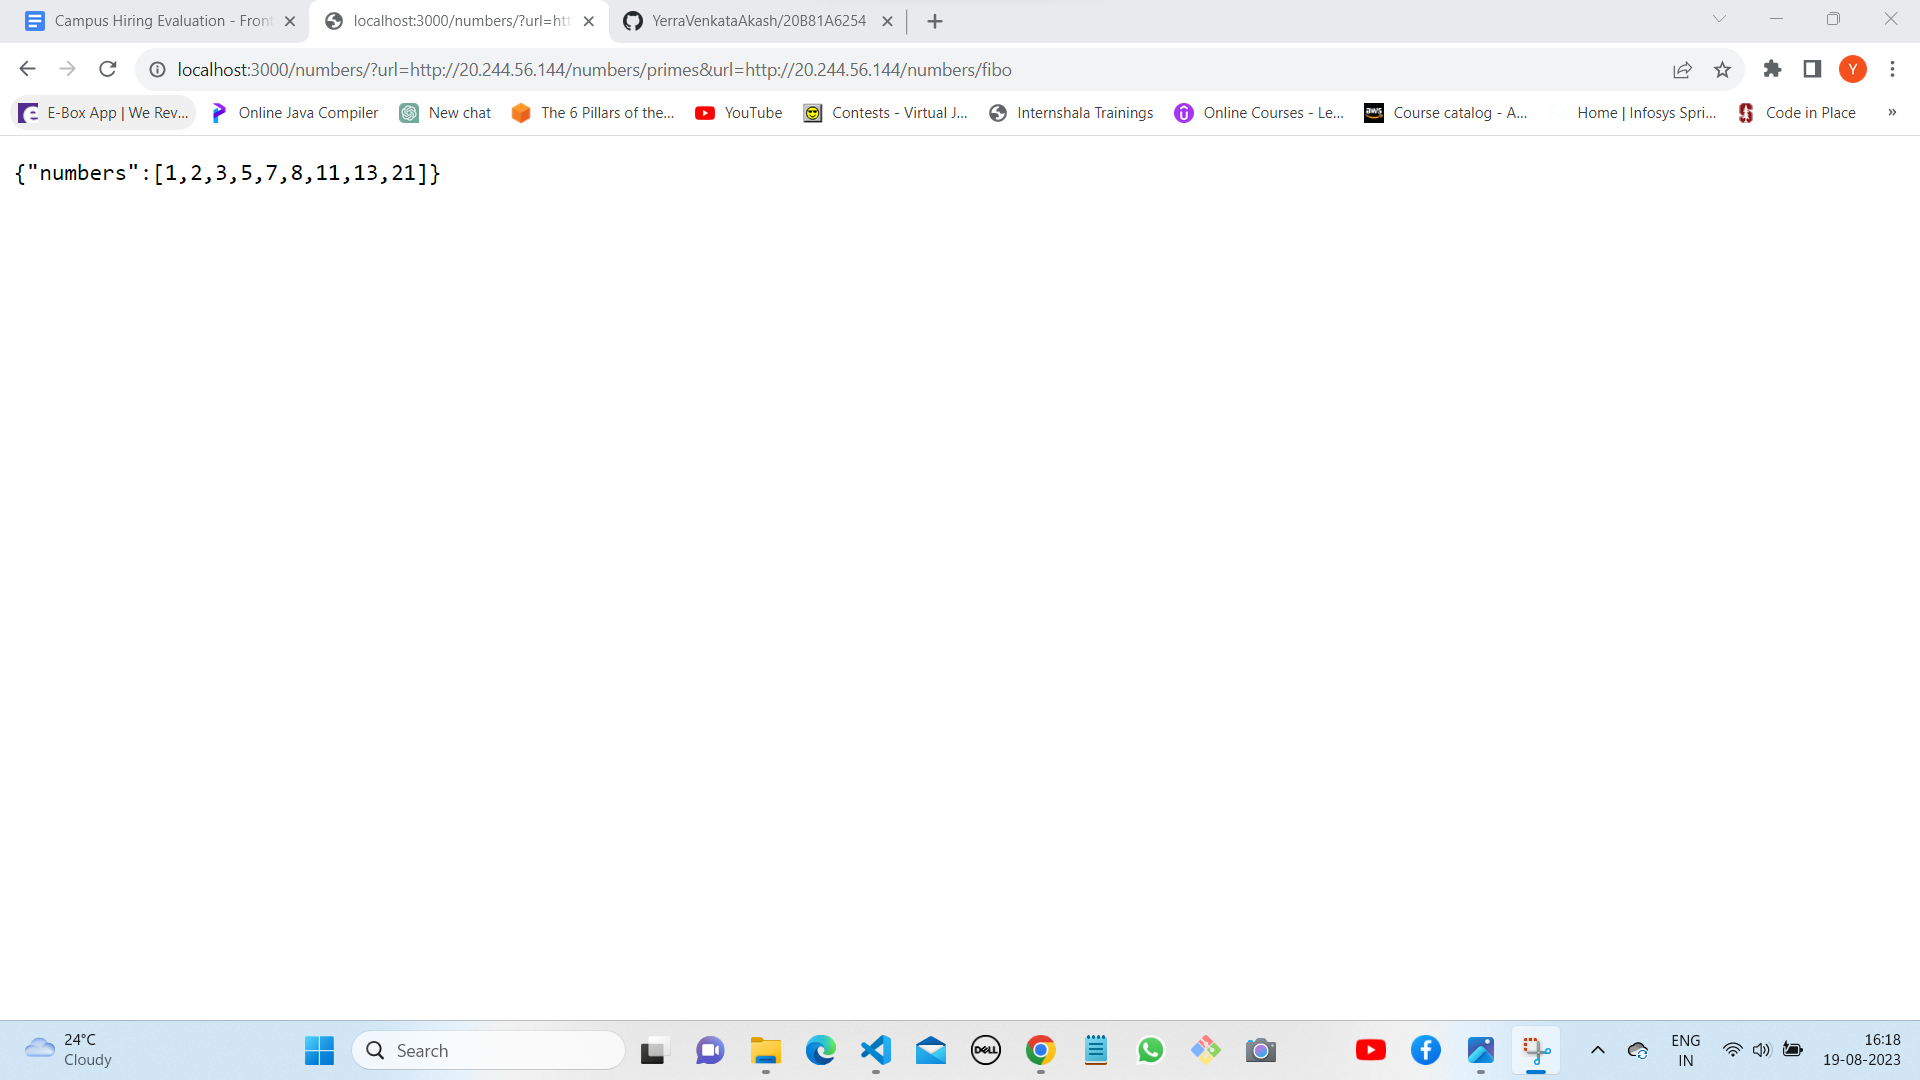 Campus Hiring Evaluation - Front
localhost:3000/numbers/?url=htt
YerraVenkataAkash/20B81A6254
localhost:3000/numbers/?url=http://20.244.56.144/numbers/primes&url=http://20.244.56.144/numbers/fibo
Y
E-Box App | We Rev...
Online Java Compiler
New chat
The 6 Pillars of the...
YouTube
Contests - Virtual J...
Internshala Trainings
Online Courses - Le...
aws
Course catalog - A...
Home | Infosys Spri...
Code in Place
»
{"numbers":[1,2,3,5,7,8,11,13,21]}
24°C
Cloudy
Search
DELL
ENG
IN
16:18
19-08-2023